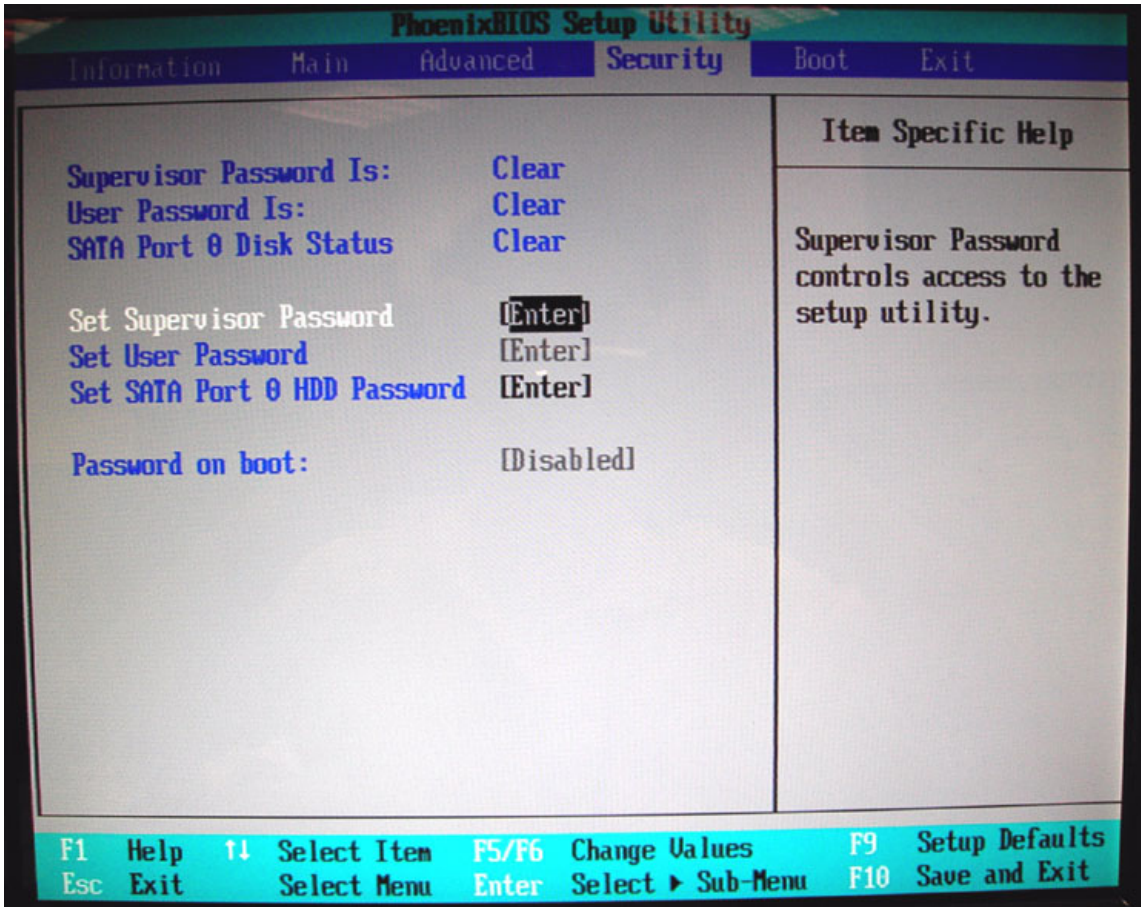 PhoenixBIOS Setup Utility
Information Main Advanced Security Boot Exit
Item Specific Help
Supervisor Password Is: Clear
User Password Is: Clear
SATA Port 0 Disk Status Clear
Set Supervisor Password [Enter]
Set User Password [Enter]
Set SATA Port 0 HDD Password [Enter]
Password on boot: [Disabled]
Supervisor Password
controls access to the
setup utility.
F1 Help ↑↓ Select Item F5/F6 Change Values F9 Setup Defaults
Esc Exit Select Menu Enter Select ▶ Sub-Menu F10 Save and Exit